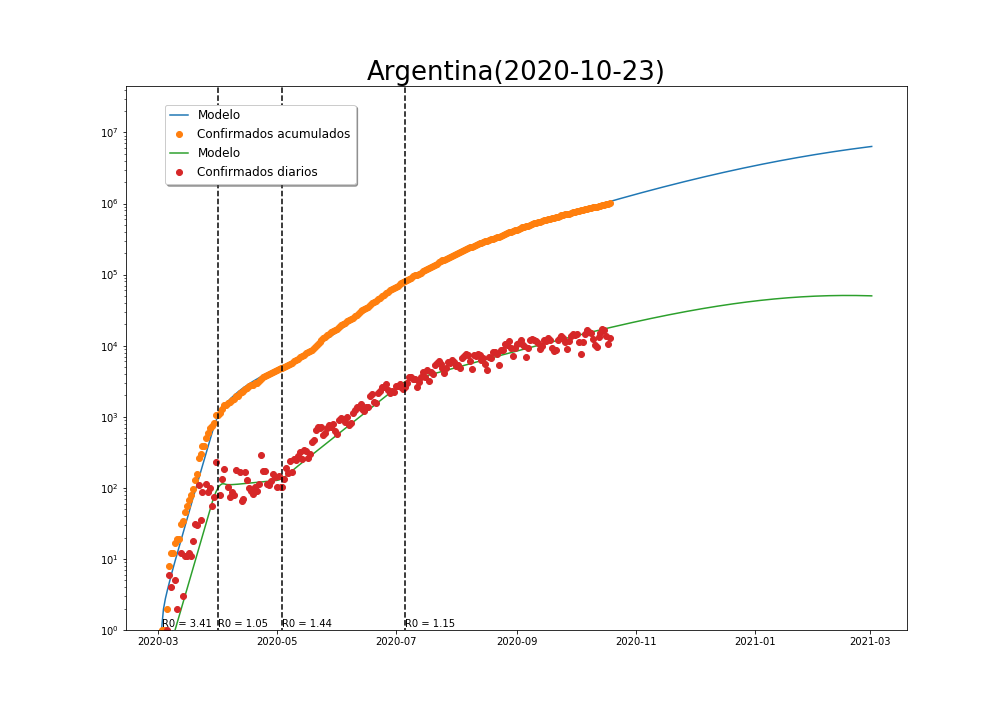 Argentina(2020-10-23)
Modelo
Confirmados acumulados
Modelo
Confirmados diarios
10^7
10^6
10^5
10^4
10^3
10^2
10^1
10^0
R0 = 3.41 R0 = 1.05 R0 = 1.44 R0 = 1.15
2020-03 2020-05 2020-07 2020-09 2020-11 2021-01 2021-03